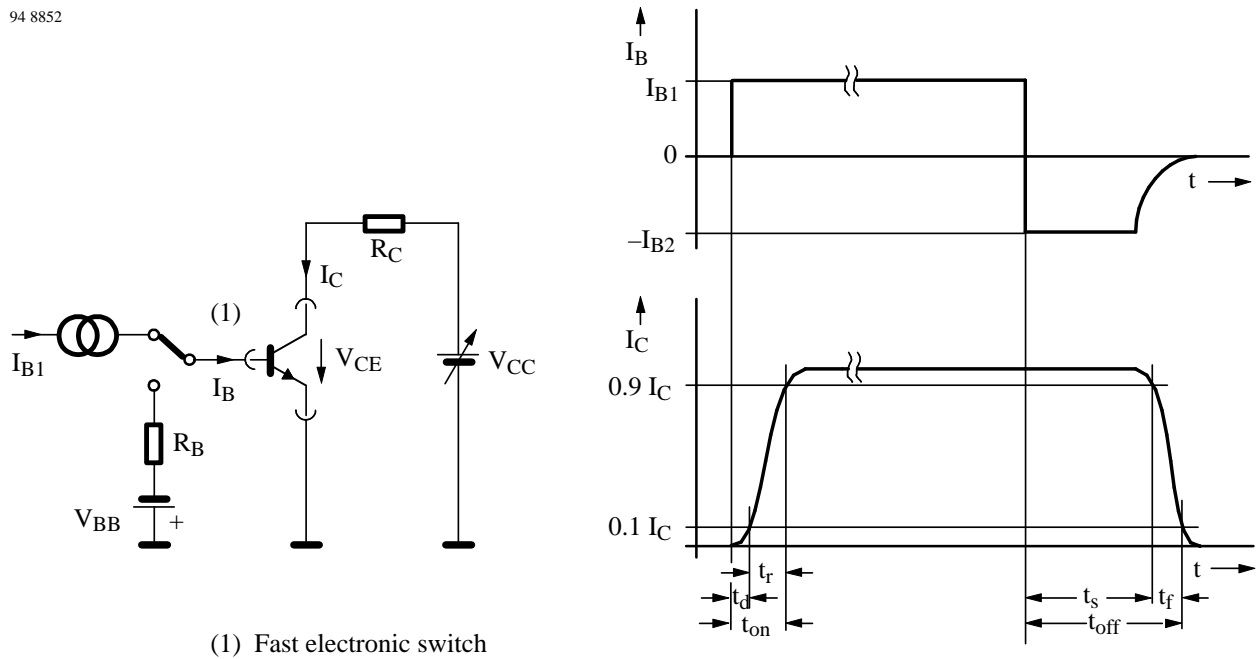 94 8852
I_B
I_B1
0
t
–I_B2
R_C
I_C
(1)
I_B1
I_B
V_CE
V_CC
R_B
V_BB
+
I_C
0.9 I_C
0.1 I_C
t
t_r
t_d
t_s
t_f
t_on
t_off
(1) Fast electronic switch